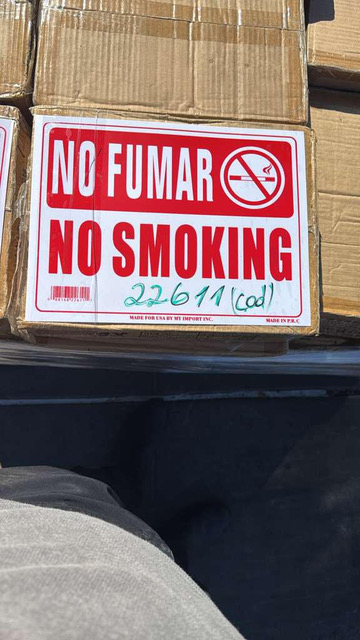 NO FUMAR
NO SMOKING
22611 (cod)
MADE FOR USA BY MY IMPORT INC.
MADE IN P.R.C